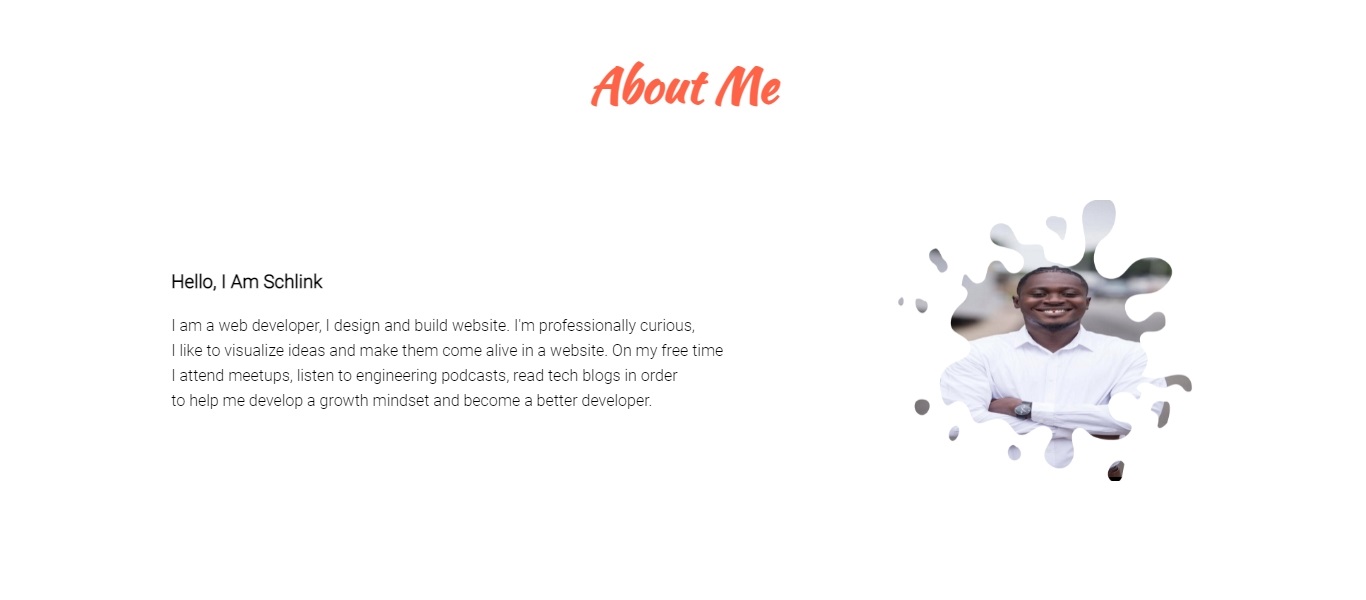 About Me
Hello, I Am Schlink
I am a web developer, I design and build website. I'm professionally curious,
I like to visualize ideas and make them come alive in a website. On my free time
I attend meetups, listen to engineering podcasts, read tech blogs in order
to help me develop a growth mindset and become a better developer.